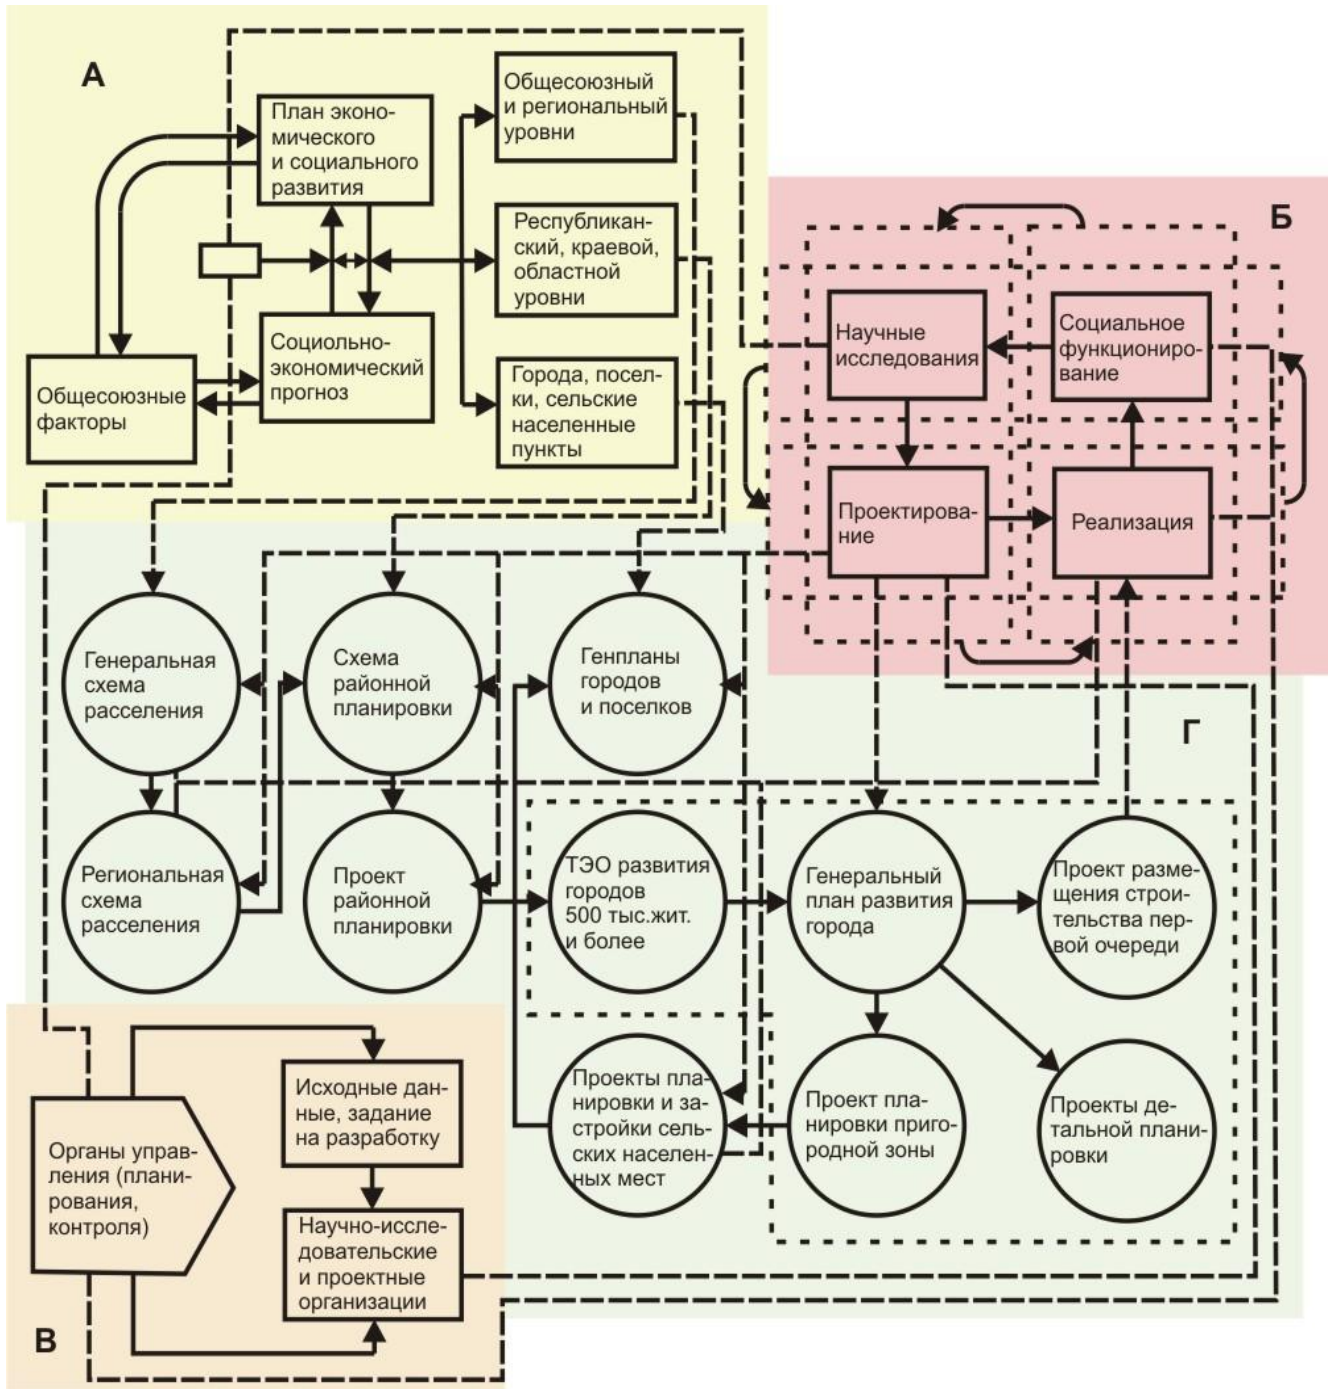 А
План эконо-
мического
и социального
развития
Общесоюзный
и региональный
уровни
Республикан-
ский, краевой,
областной
уровни
Социольно-
экономический
прогноз
Общесоюзные
факторы
Города, посел-
ки, сельские
населенные
пункты
Б
Научные
исследования
Социальное
функциониро-
вание
Проектирова-
ние
Реализация
Г
Генеральная
схема
расселения
Схема
районной
планировки
Генпланы
городов
и поселков
Региональная
схема
расселения
Проект
районной
планировки
ТЭО развития
городов
500 тыс.жит.
и более
Генеральный
план развития
города
Проект разме-
щения строи-
тельства пер-
вой очереди
Проекты пла-
нировки и за-
стройки сель-
ских населен-
ных мест
Проект пла-
нировки приго-
родной зоны
Проекты де-
тальной плани-
ровки
Органы управ-
ления (плани-
рования,
контроля)
Исходные дан-
ные, задание
на разработку
Научно-иссле-
довательские
и проектные
организации
В